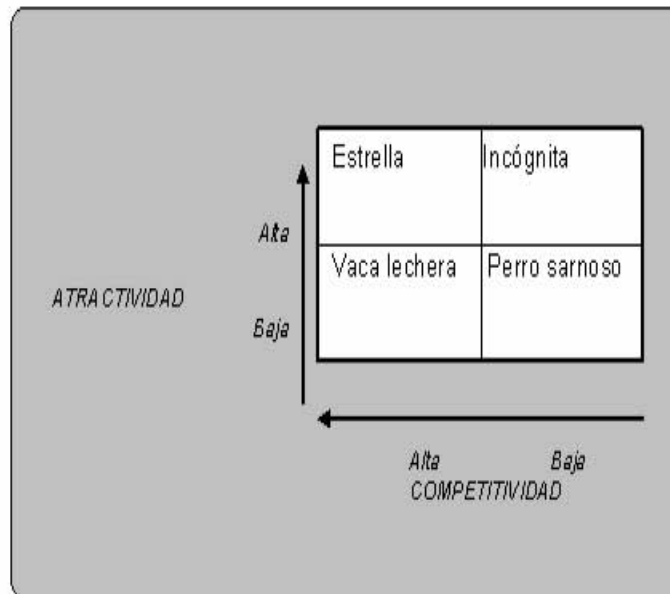 Estrella Incógnita
Alta
Vaca lechera Perro sarnoso
ATRACTIVIDAD
Baja
Alta Baja
COMPETITIVIDAD